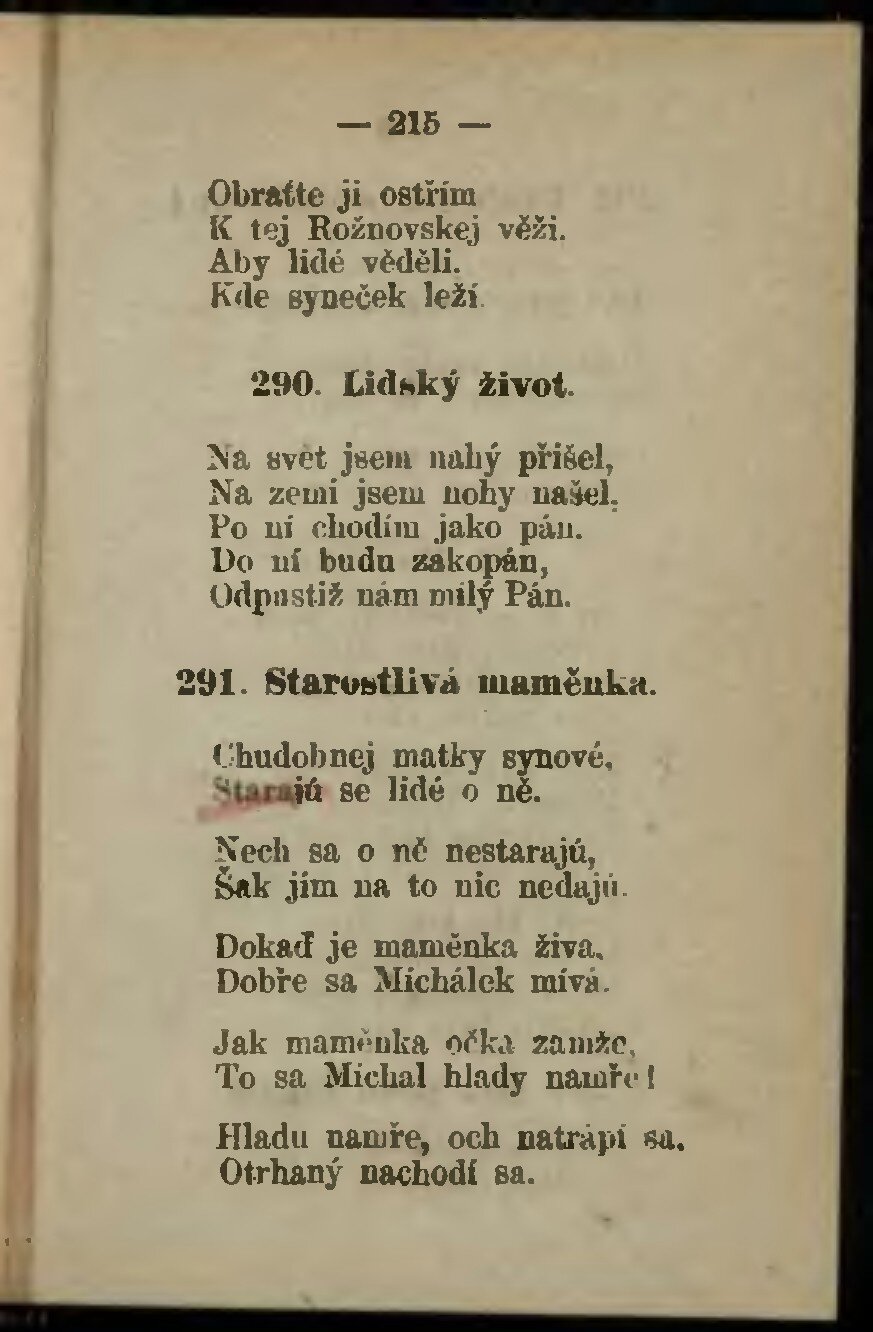 — 215 —
Obraťte ji ostřím
K tej Rožnovskej věži.
Aby lidé věděli.
Kde syneček leží.
290. Lidský život.
Na svět jsem nahý přišel,
Na zemi jsem nohy našel.
Po ní chodím jako pán.
Do ní budu zakopán,
Odpustiž nám milý Pán.
291. Starostlivá maměnka.
Chudobnej matky synové,
Starajú se lidé o ně.
Nech sa o ně nestarajú,
Šak jim na to nic nedajú.
Dokaď je maměnka živa,
Dobře sa Michálek mívá.
Jak maměnka očka zamže,
To sa Michal hlady namře!
Hladu namře, och natrápí sa,
Otrhaný nachodí sa.